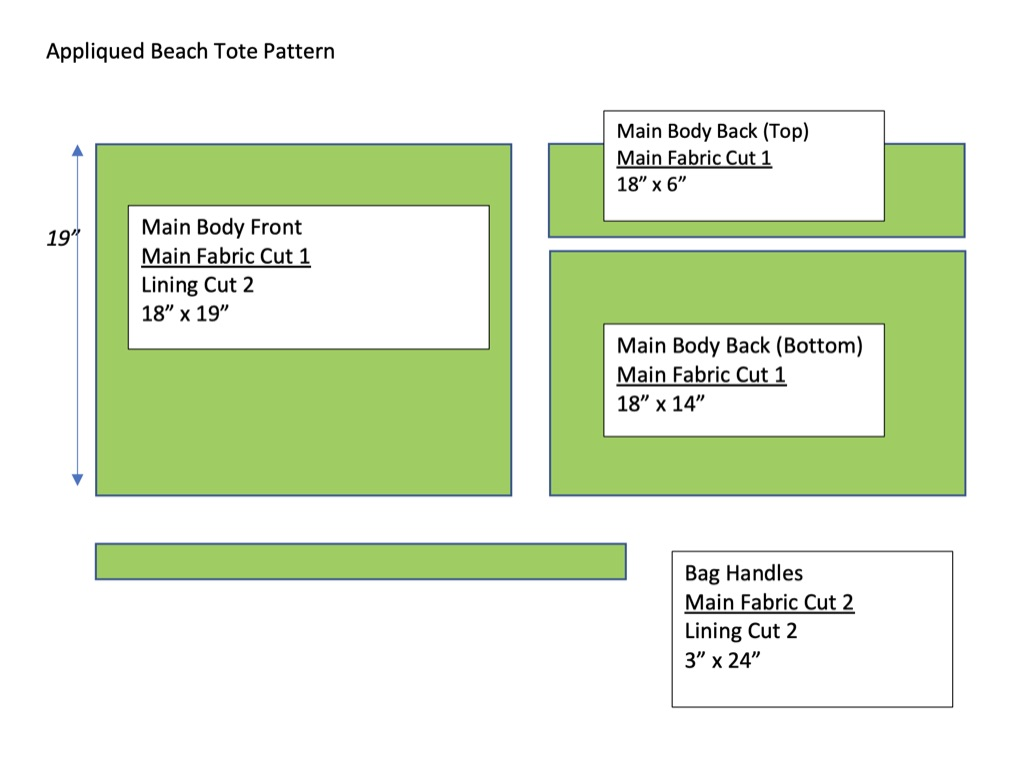 Appliqued Beach Tote Pattern
19”
Main Body Front
Main Fabric Cut 1
Lining Cut 2
18” x 19”
Main Body Back (Top)
Main Fabric Cut 1
18” x 6”
Main Body Back (Bottom)
Main Fabric Cut 1
18” x 14”
Bag Handles
Main Fabric Cut 2
Lining Cut 2
3” x 24”